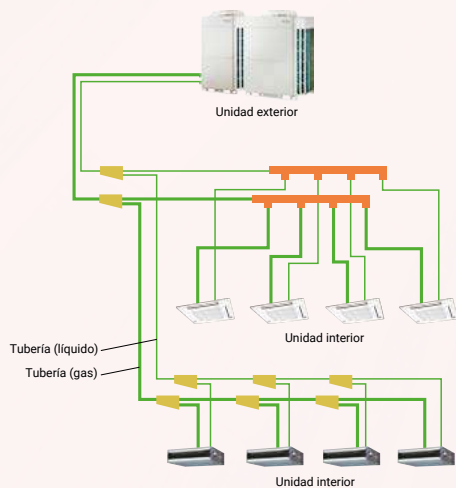 Unidad exterior
Unidad interior
Tubería (líquido)
Tubería (gas)
Unidad interior